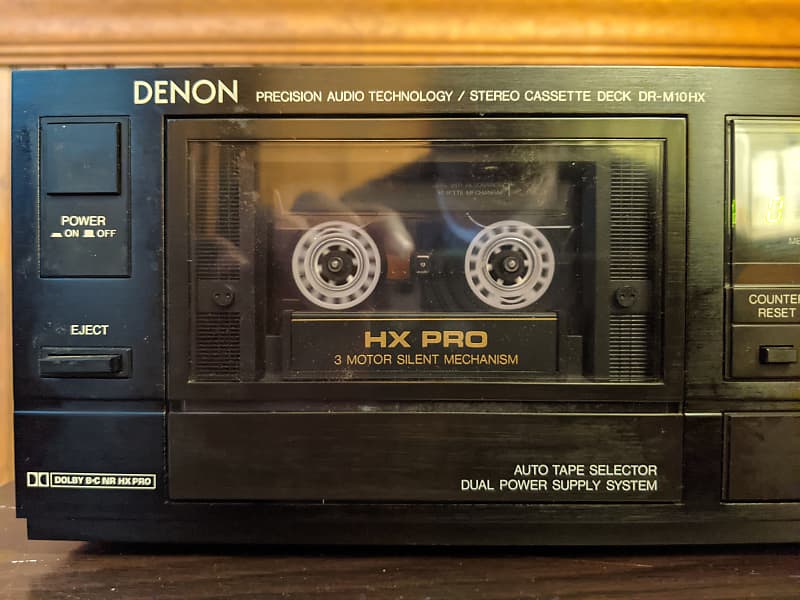 DENON PRECISION AUDIO TECHNOLOGY / STEREO CASSETTE DECK DR-M10HX
POWER
ON OFF
EJECT
HX PRO
3 MOTOR SILENT MECHANISM
COUNTER
RESET
DOLBY B·C NR HX PRO
AUTO TAPE SELECTOR
DUAL POWER SUPPLY SYSTEM